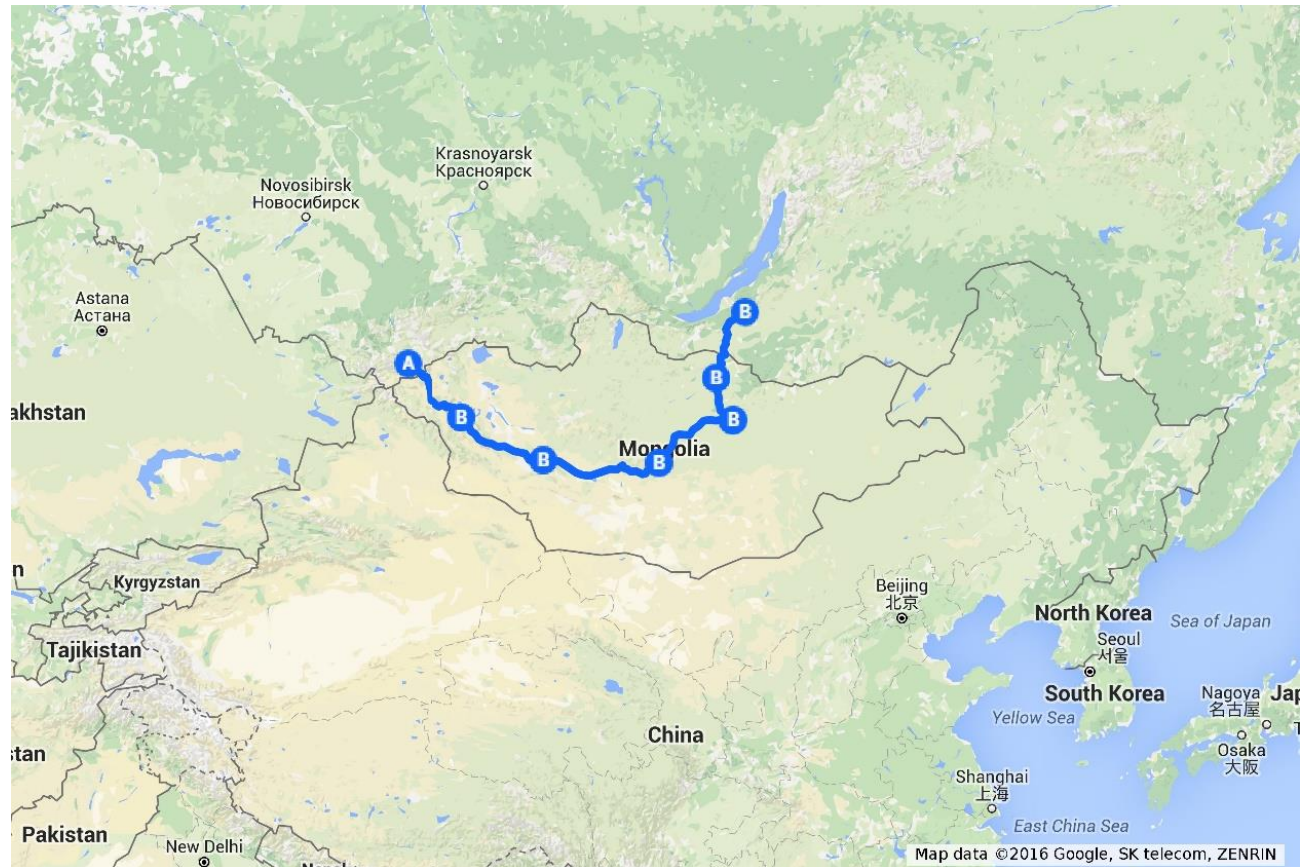 Krasnoyarsk
Красноярск
Novosibirsk
Новосибирск
Astana
Астана
A
B
B
B
B
B
B
akhstan
Mongolia
n
Kyrgyzstan
Beijing
北京
North Korea
Sea of Japan
Tajikistan
Seoul
서울
South Korea
Nagoya
名古屋
Jap
Yellow Sea
T
Osaka
大阪
China
stan
Shanghai
上海
Pakistan
New Delhi
East China Sea
Map data ©2016 Google, SK telecom, ZENRIN